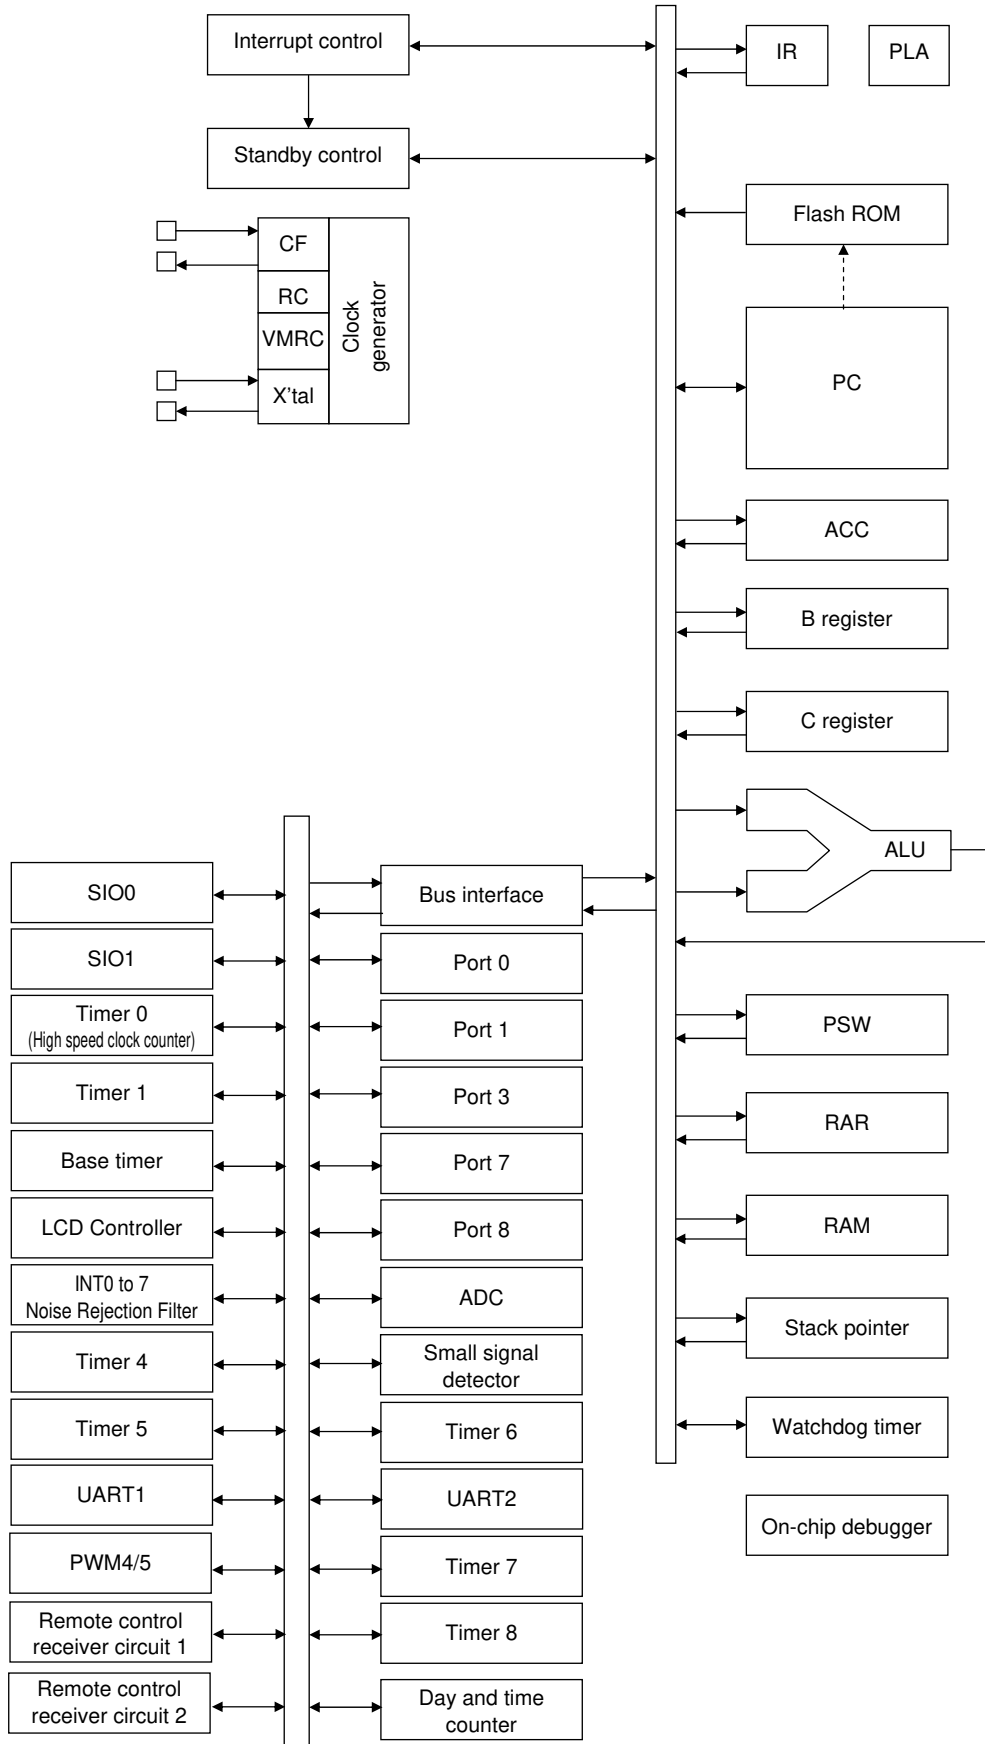 Interrupt control
IR
PLA
Standby control
Flash ROM
CF
RC
VMRC
X'tal
Clock
generator
PC
ACC
B register
C register
ALU
SIO0
Bus interface
SIO1
Port 0
Timer 0
(High speed clock counter)
Port 1
PSW
Timer 1
Port 3
RAR
Base timer
Port 7
LCD Controller
Port 8
RAM
INT0 to 7
Noise Rejection Filter
ADC
Stack pointer
Timer 4
Small signal
detector
Timer 5
Timer 6
Watchdog timer
UART1
UART2
On-chip debugger
PWM4/5
Timer 7
Remote control
receiver circuit 1
Timer 8
Remote control
receiver circuit 2
Day and time
counter